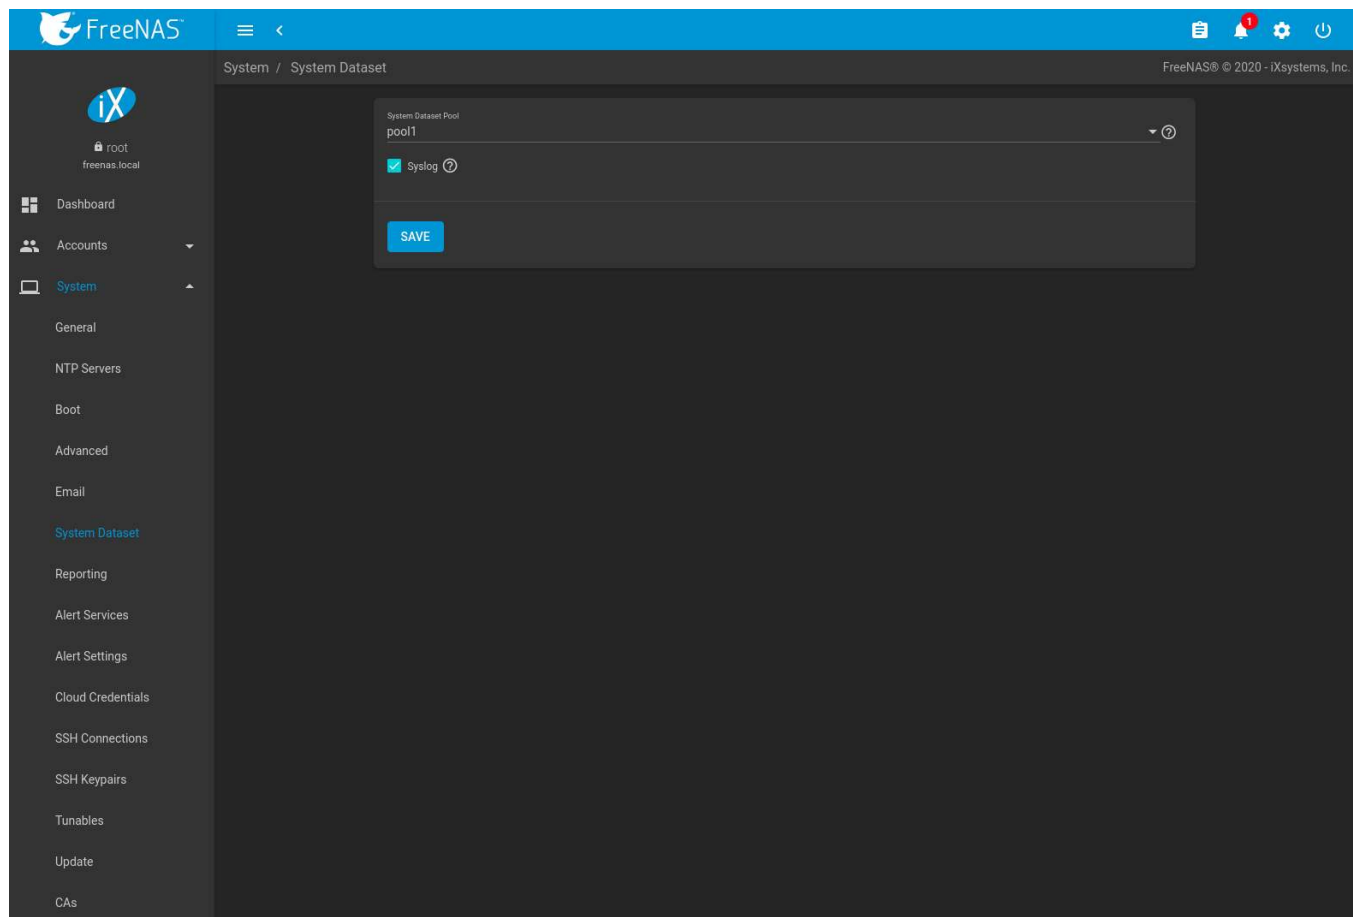 FreeNAS®
1
System / System Dataset
FreeNAS® © 2020 - iXsystems, Inc.
iX
root
freenas.local
Dashboard
Accounts
System
General
NTP Servers
Boot
Advanced
Email
System Dataset
Reporting
Alert Services
Alert Settings
Cloud Credentials
SSH Connections
SSH Keypairs
Tunables
Update
CAs
System Dataset Pool
pool1
Syslog
SAVE